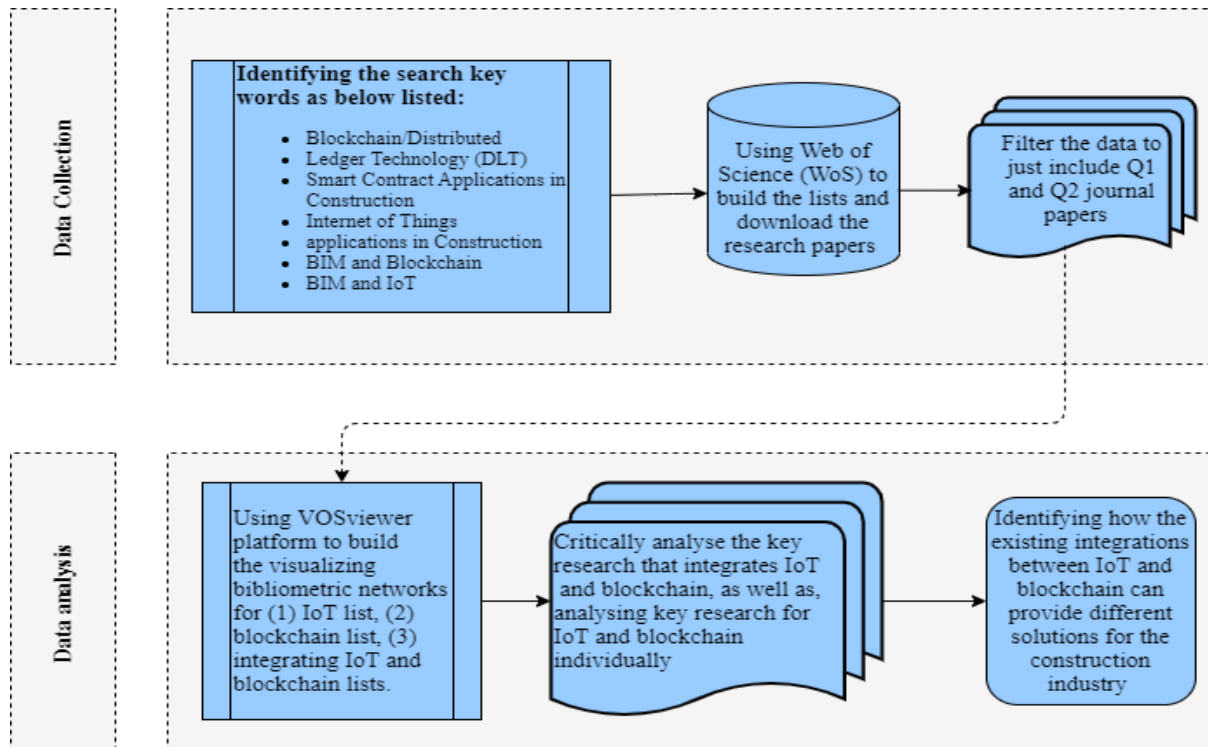 Data Collection
Identifying the search key
words as below listed:
• Blockchain/Distributed
• Ledger Technology (DLT)
• Smart Contract Applications in
Construction
• Internet of Things
• applications in Construction
• BIM and Blockchain
• BIM and IoT
Using Web of
Science (WoS) to
build the lists and
download the
research papers
Filter the data to
just include Q1
and Q2 journal
papers
Data analysis
Using VOSviewer
platform to build
the visualizing
bibliometric networks
for (1) IoT list, (2)
blockchain list, (3)
integrating IoT and
blockchain lists.
Critically analyse the key
research that integrates IoT
and blockchain, as well as,
analysing key research for
IoT and blockchain
individually
Identifying how the
existing integrations
between IoT and
blockchain can
provide different
solutions for the
construction
industry